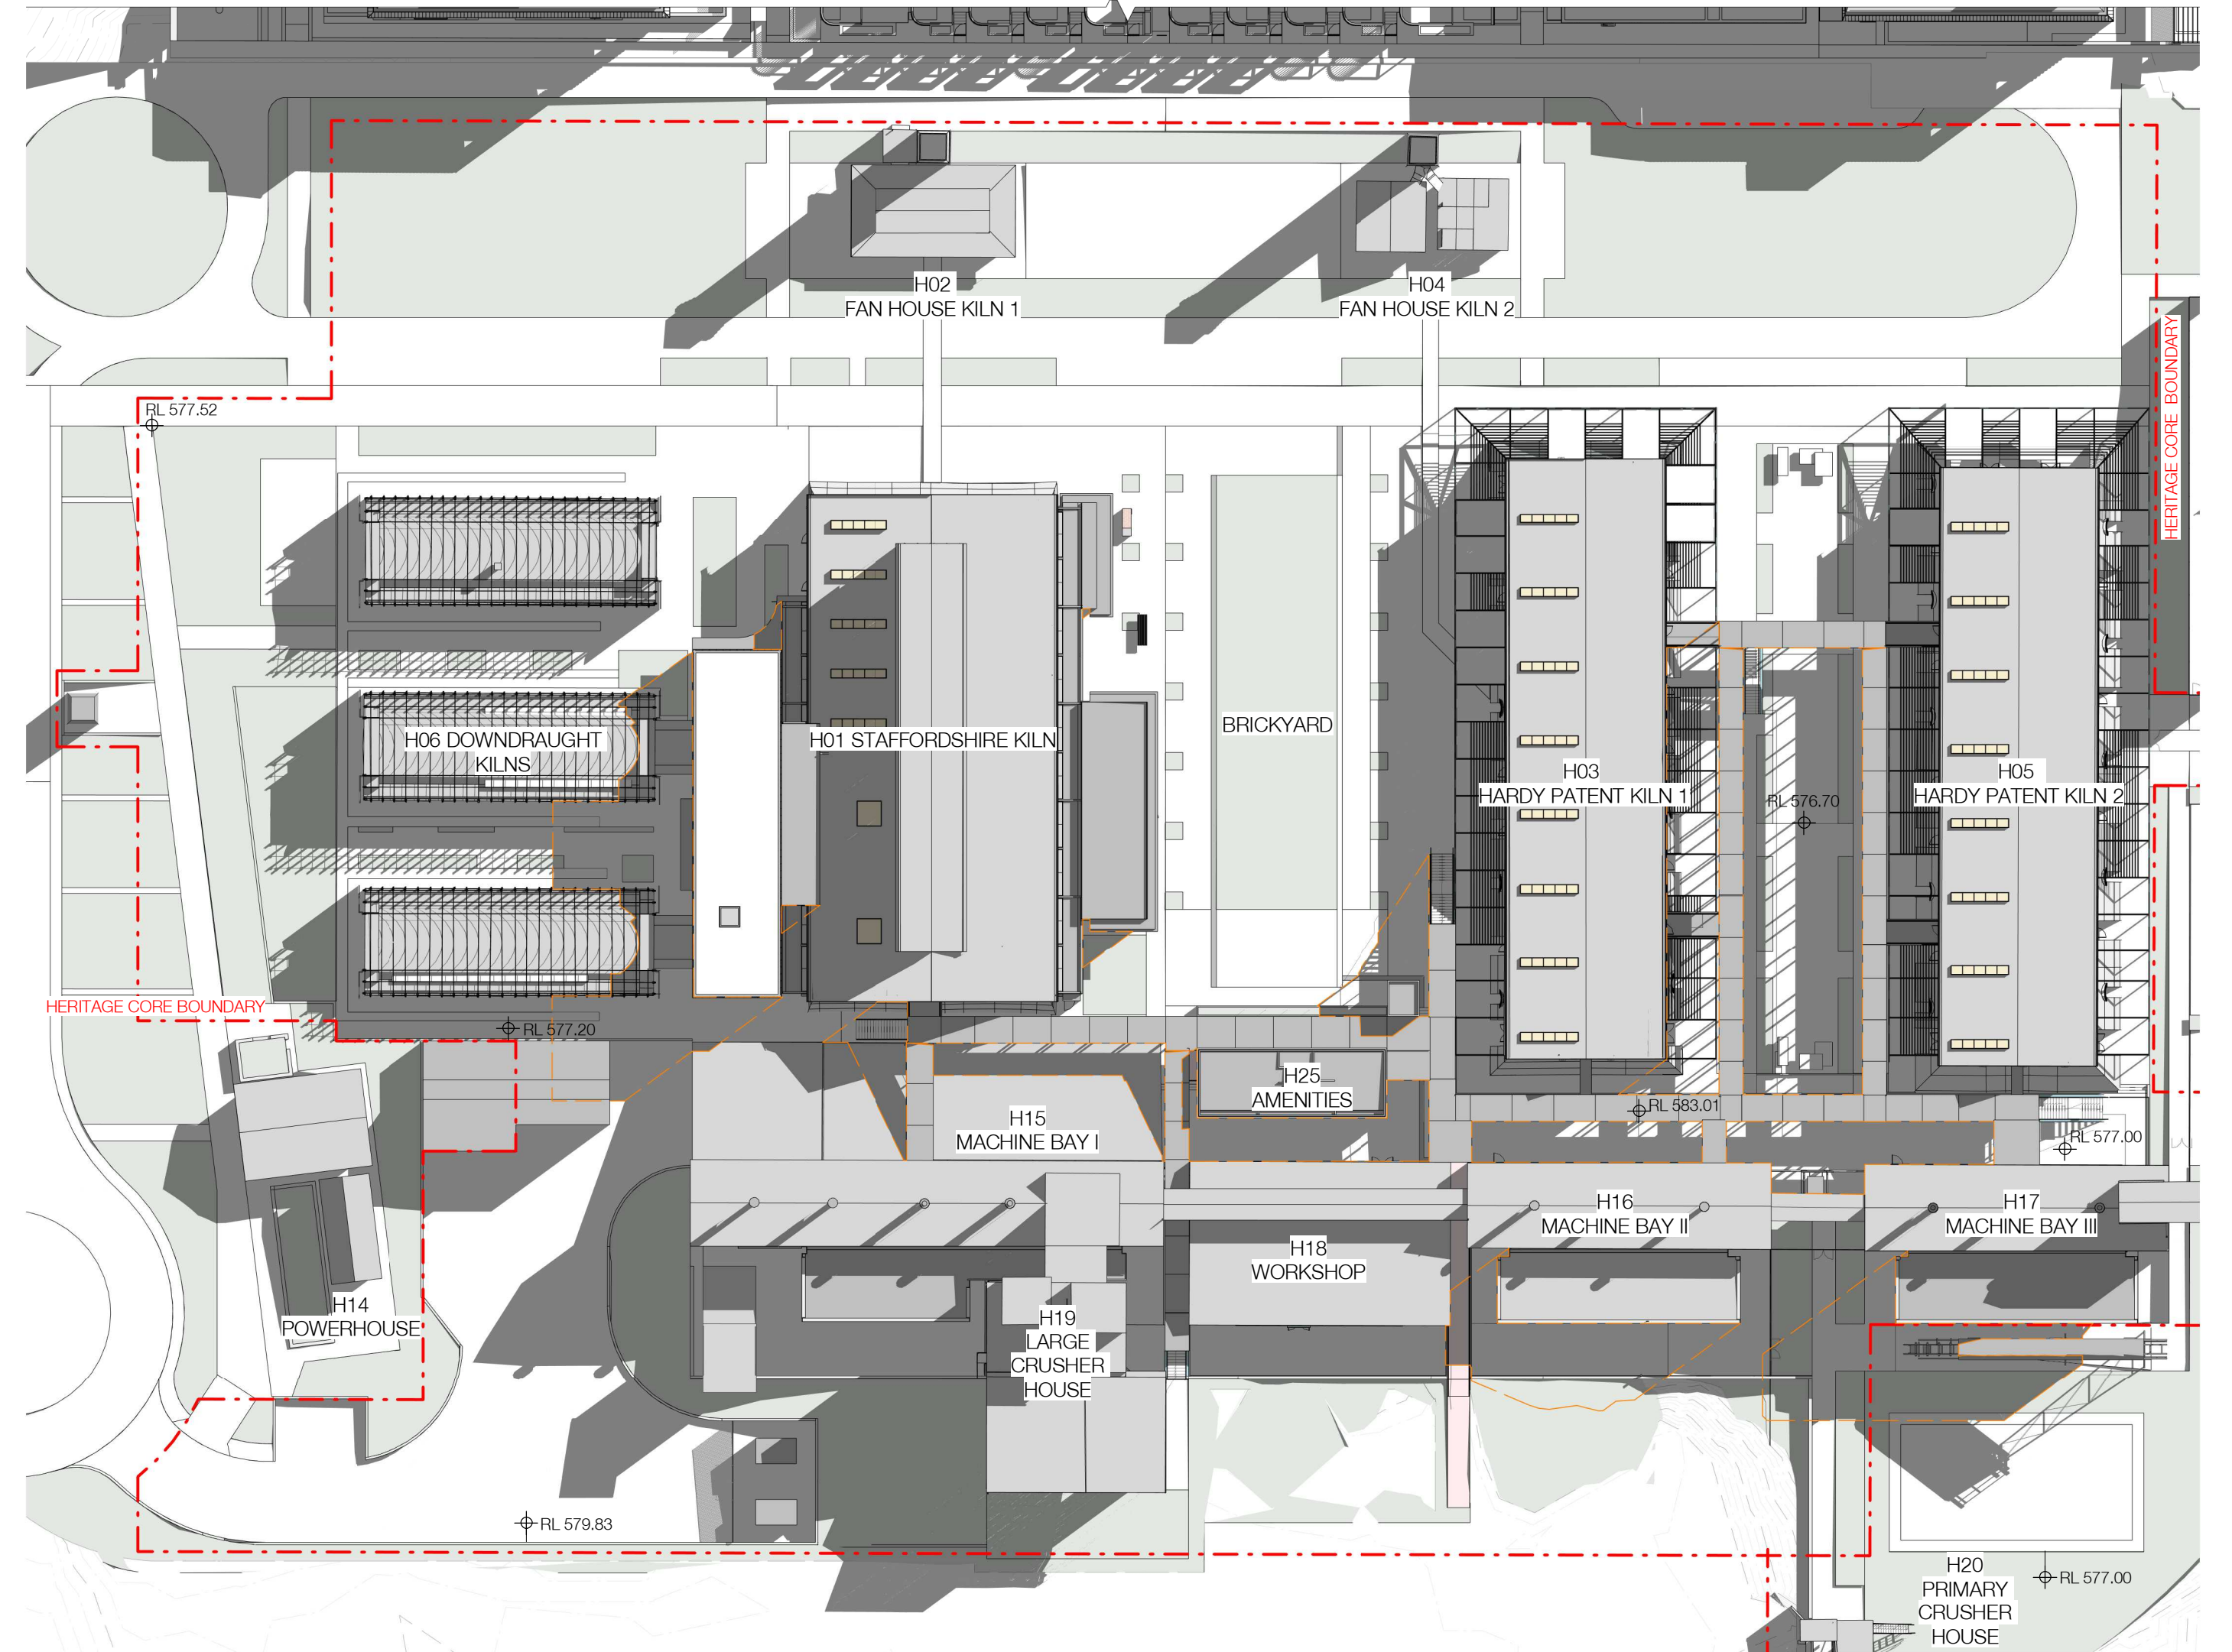 H02
FAN HOUSE KILN 1
H04
FAN HOUSE KILN 2
HERITAGE CORE BOUNDARY
RL 577.52
H06 DOWNDRAUGHT
KILNS
H01 STAFFORDSHIRE KILN
BRICKYARD
H03
HARDY PATENT KILN 1
RL 576.70
H05
HARDY PATENT KILN 2
HERITAGE CORE BOUNDARY
RL 577.20
H25
AMENITIES
H15
MACHINE BAY I
RL 583.01
RL 577.00
H16
MACHINE BAY II
H17
MACHINE BAY III
H18
WORKSHOP
H14
POWERHOUSE
H19
LARGE
CRUSHER
HOUSE
RL 579.83
H20
PRIMARY
CRUSHER
HOUSE
RL 577.00